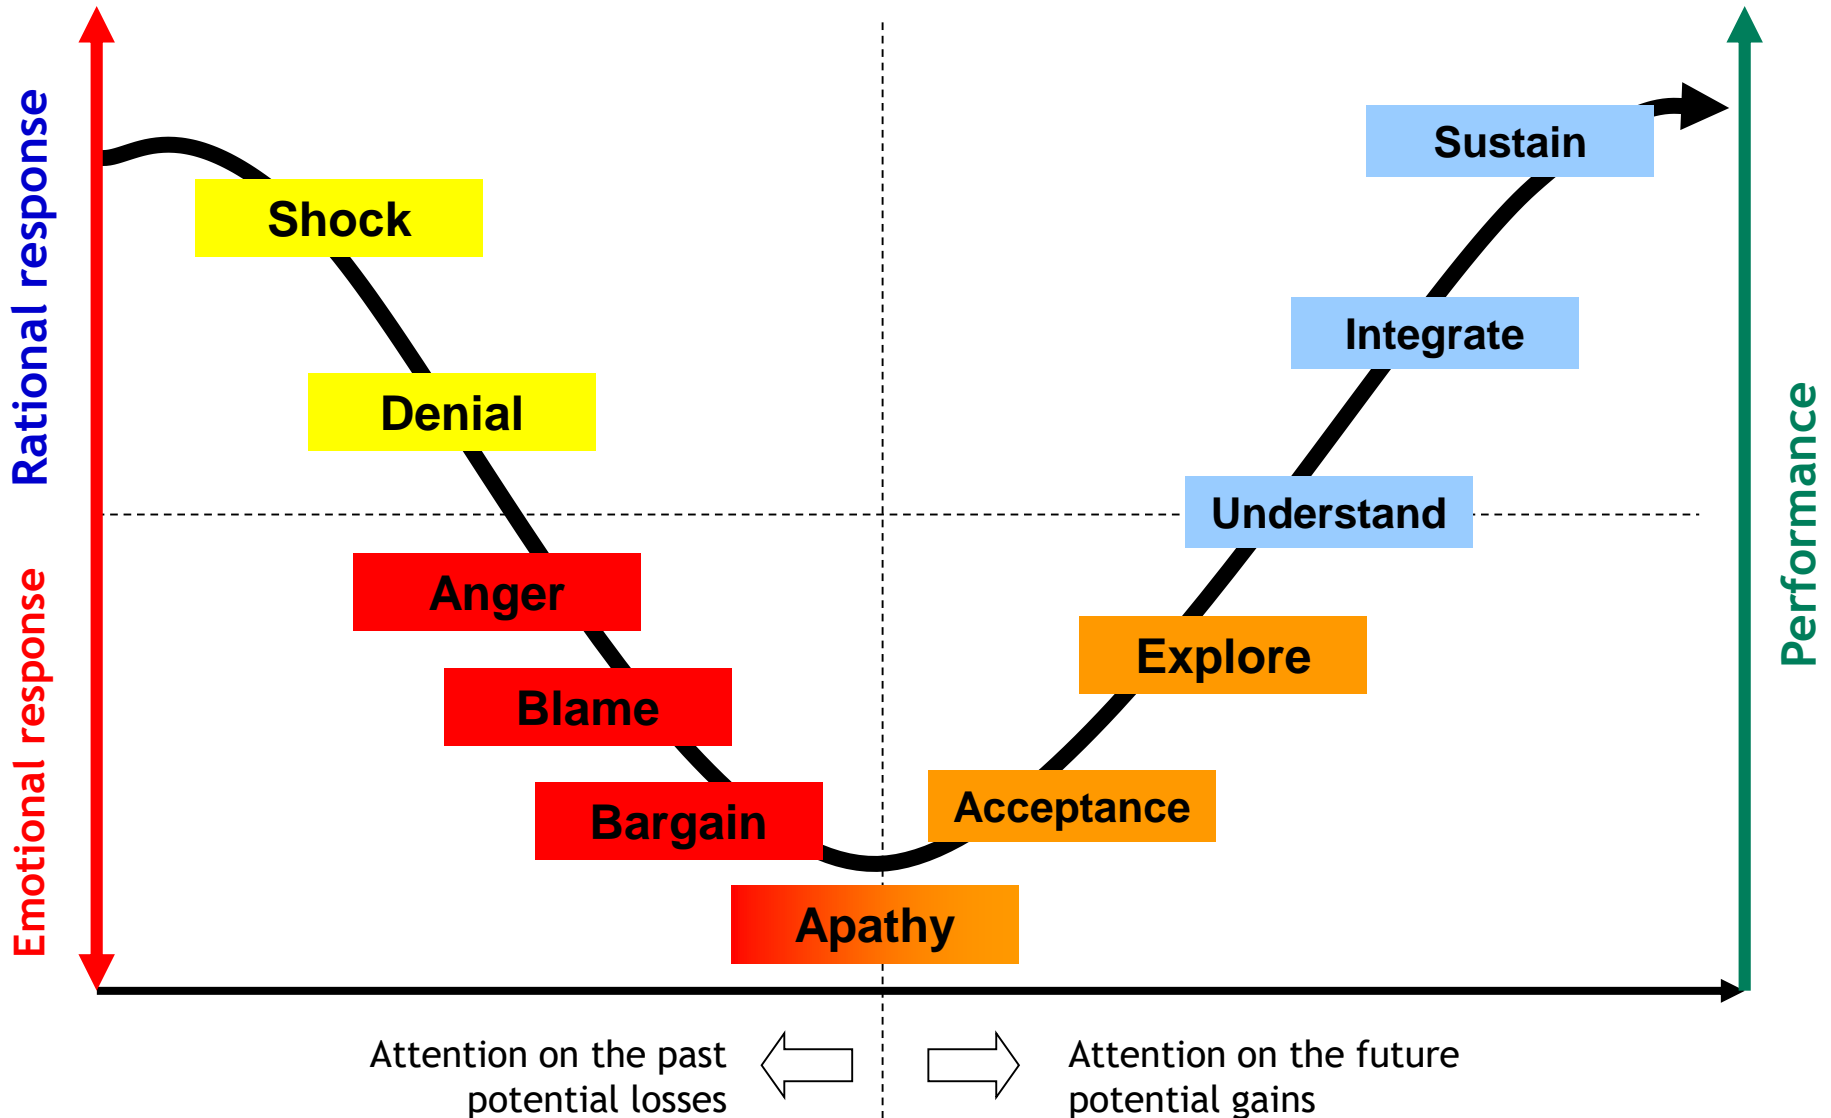 Rational response
Emotional response
Shock
Denial
Anger
Blame
Bargain
Apathy
Acceptance
Explore
Understand
Integrate
Sustain
Performance
Attention on the past
potential losses
Attention on the future
potential gains